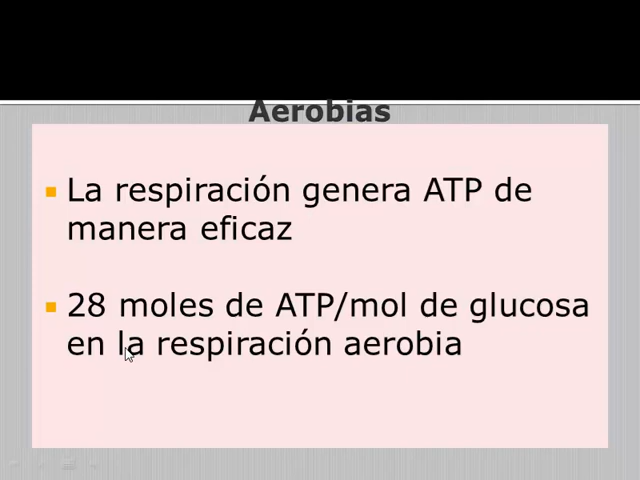 Aerobias
La respiración genera ATP de
manera eficaz
28 moles de ATP/mol de glucosa
en la respiración aerobia